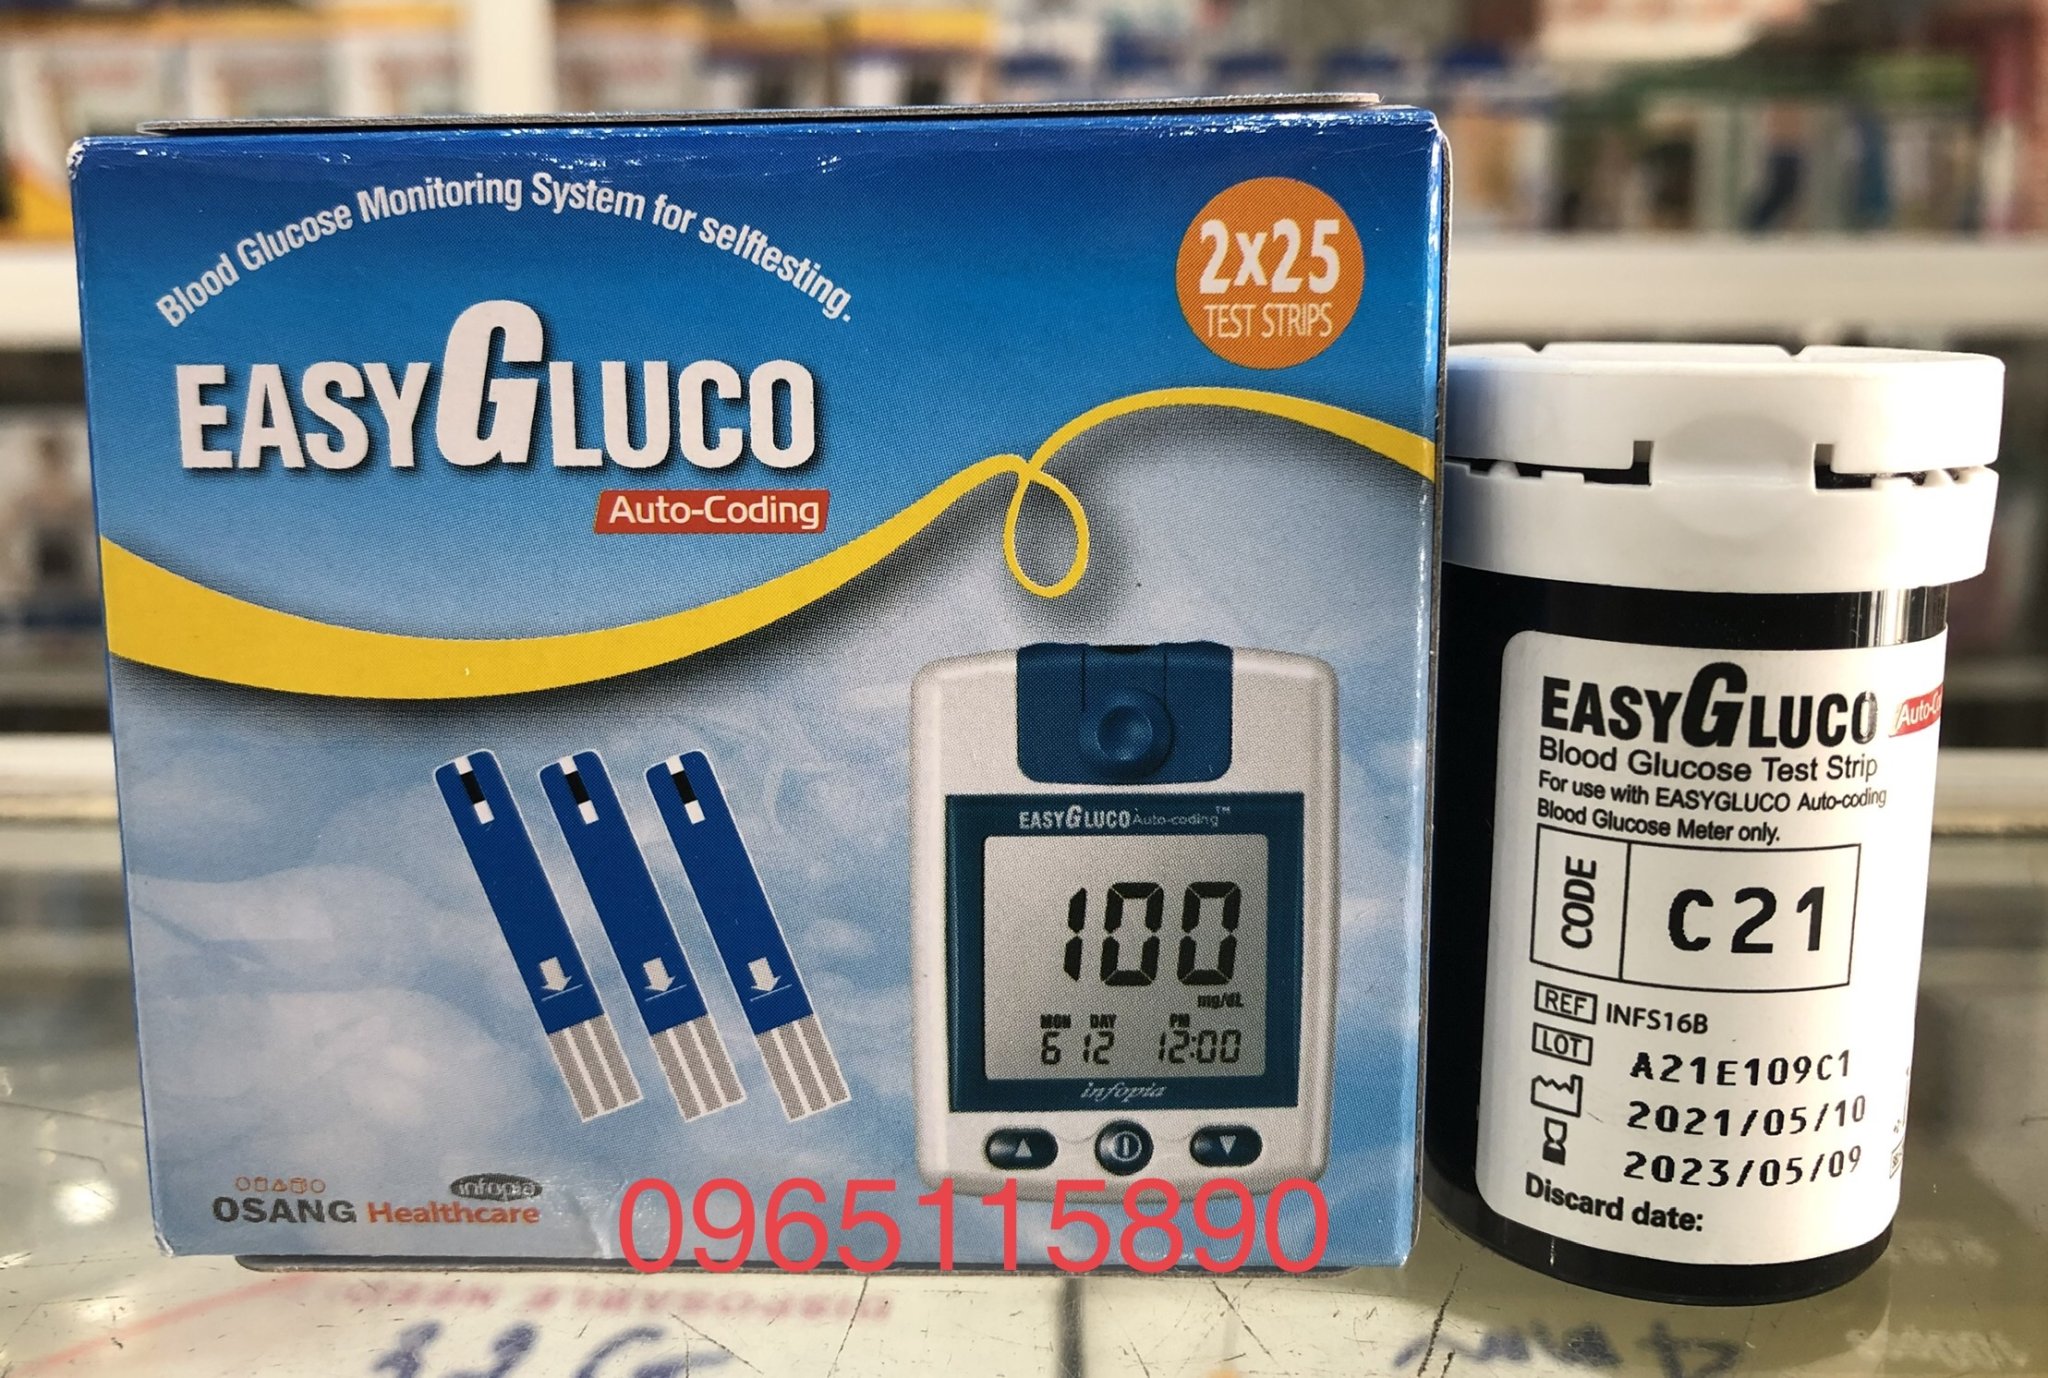 Blood Glucose Monitoring System for selftesting.
EASYGLUCO
Auto-Coding
2x25
TEST STRIPS
EASYGLUCO Auto-coding™
100
mg/dL
MON DAY PM
6 12 12:00
infopia
OSANG Healthcare
infopia
0965115890
EASYGLUCO
Blood Glucose Test Strip
For use with EASYGLUCO Auto-coding
Blood Glucose Meter only.
CODE C21
REF INFS16B
LOT A21E109C1
2021/05/10
2023/05/09
Discard date: